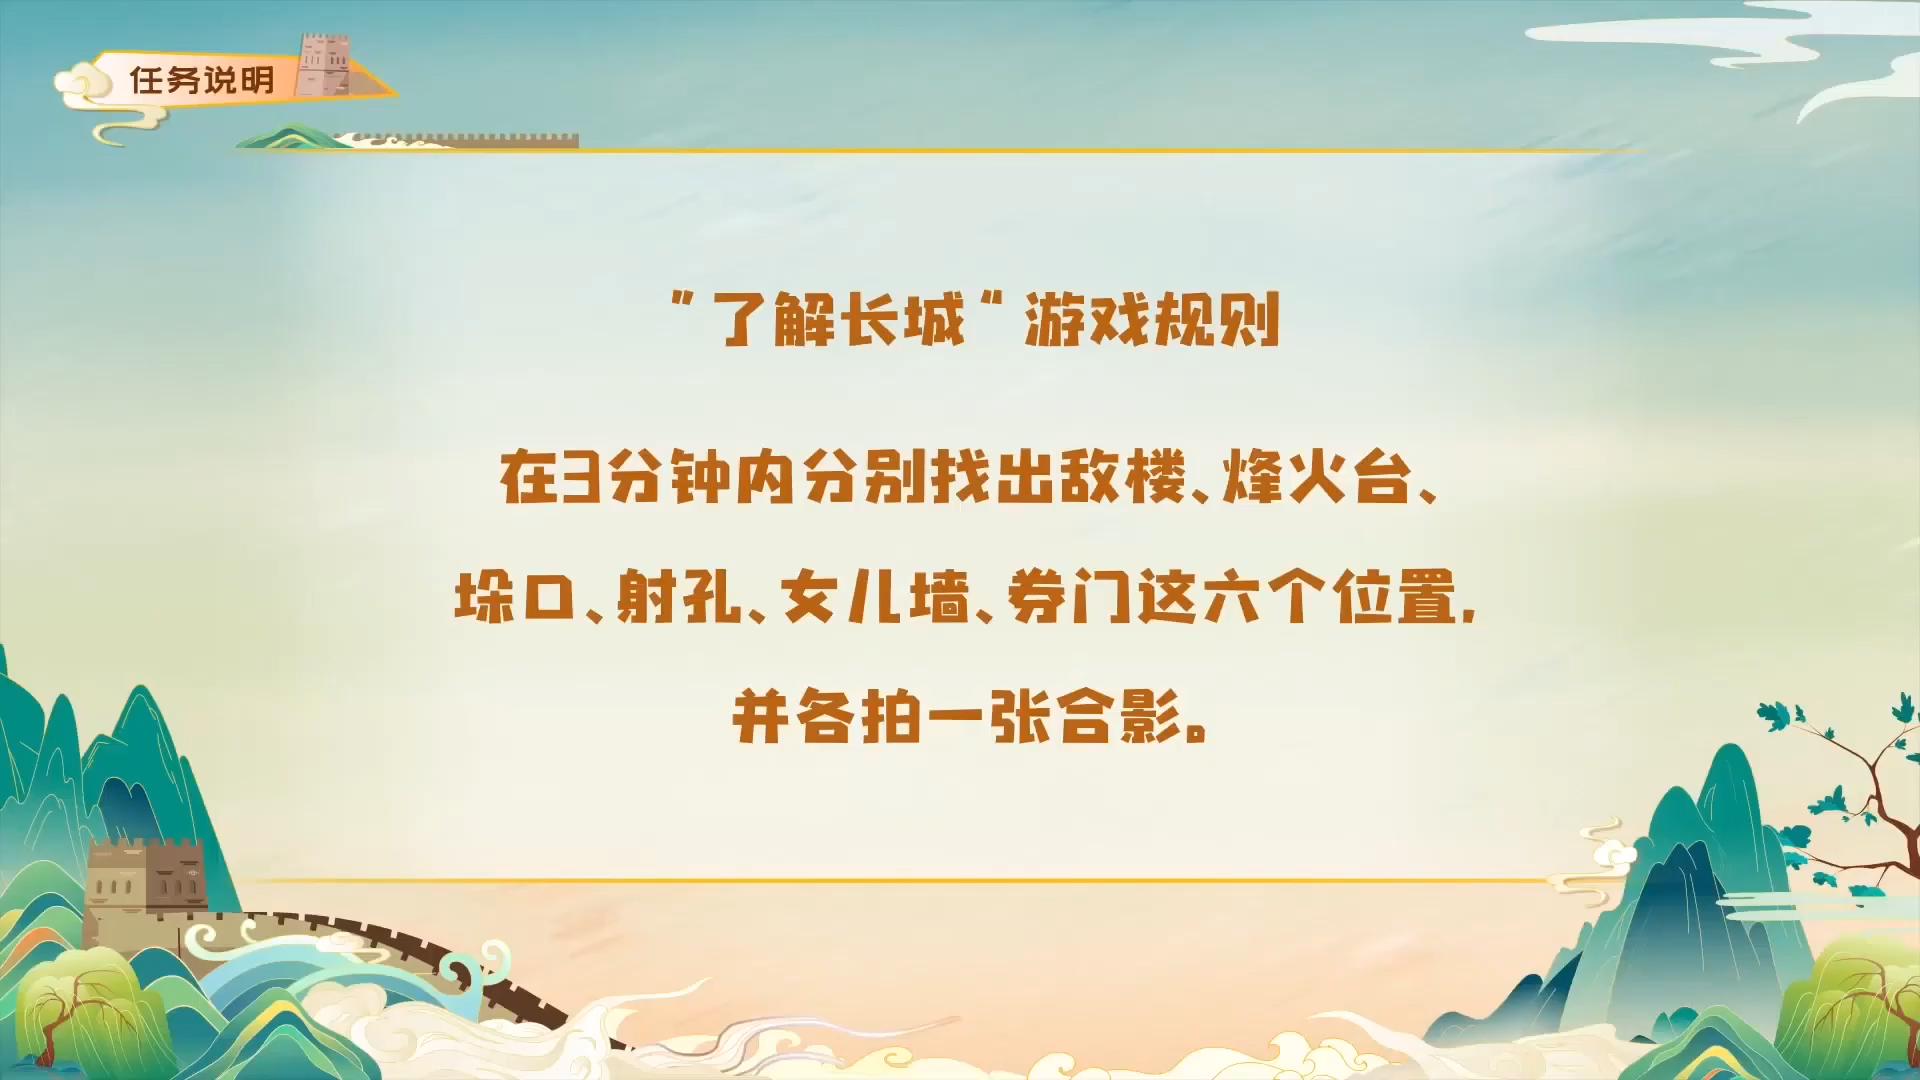 任务说明
”了解长城“游戏规则
在3分钟内分别找出敌楼、烽火台、
垛口、射孔、女儿墙、券门这六个位置,
并各拍一张合影。